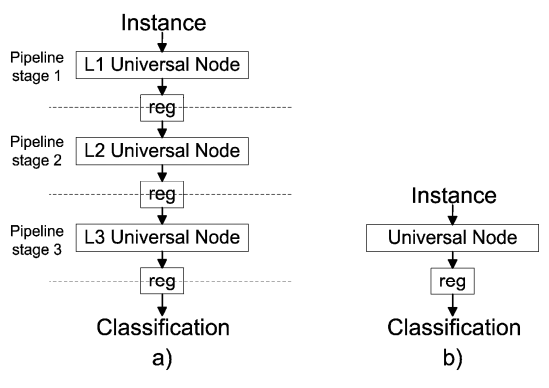 Instance
Pipeline
stage 1
L1 Universal Node
reg
Pipeline
stage 2
L2 Universal Node
reg
Pipeline
stage 3
L3 Universal Node
reg
Classification
a)
Instance
Universal Node
reg
Classification
b)